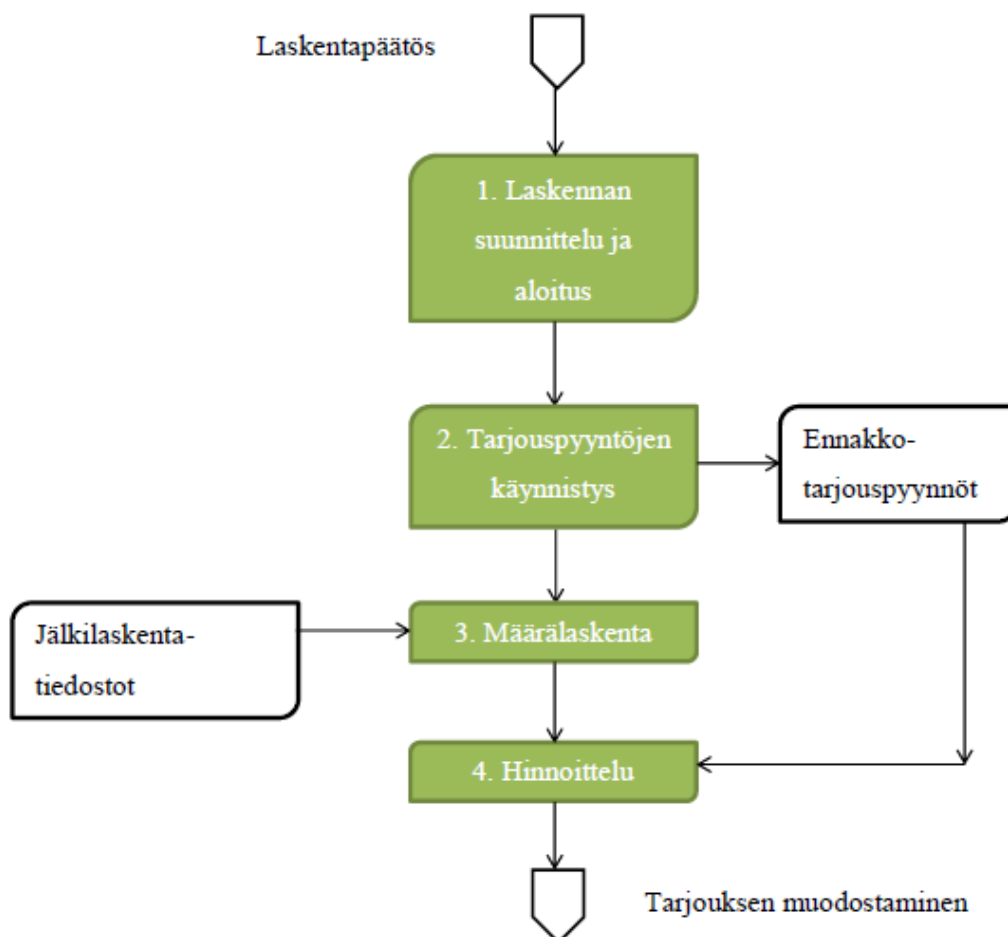 Laskentapäätös
1. Laskennan
suunnittelu ja
aloitus
2. Tarjouspyyntöjen
käynnistys
Ennakko-
tarjouspyynnöt
Jälkilaskenta-
tiedostot
3. Määrälaskenta
4. Hinnoittelu
Tarjouksen muodostaminen